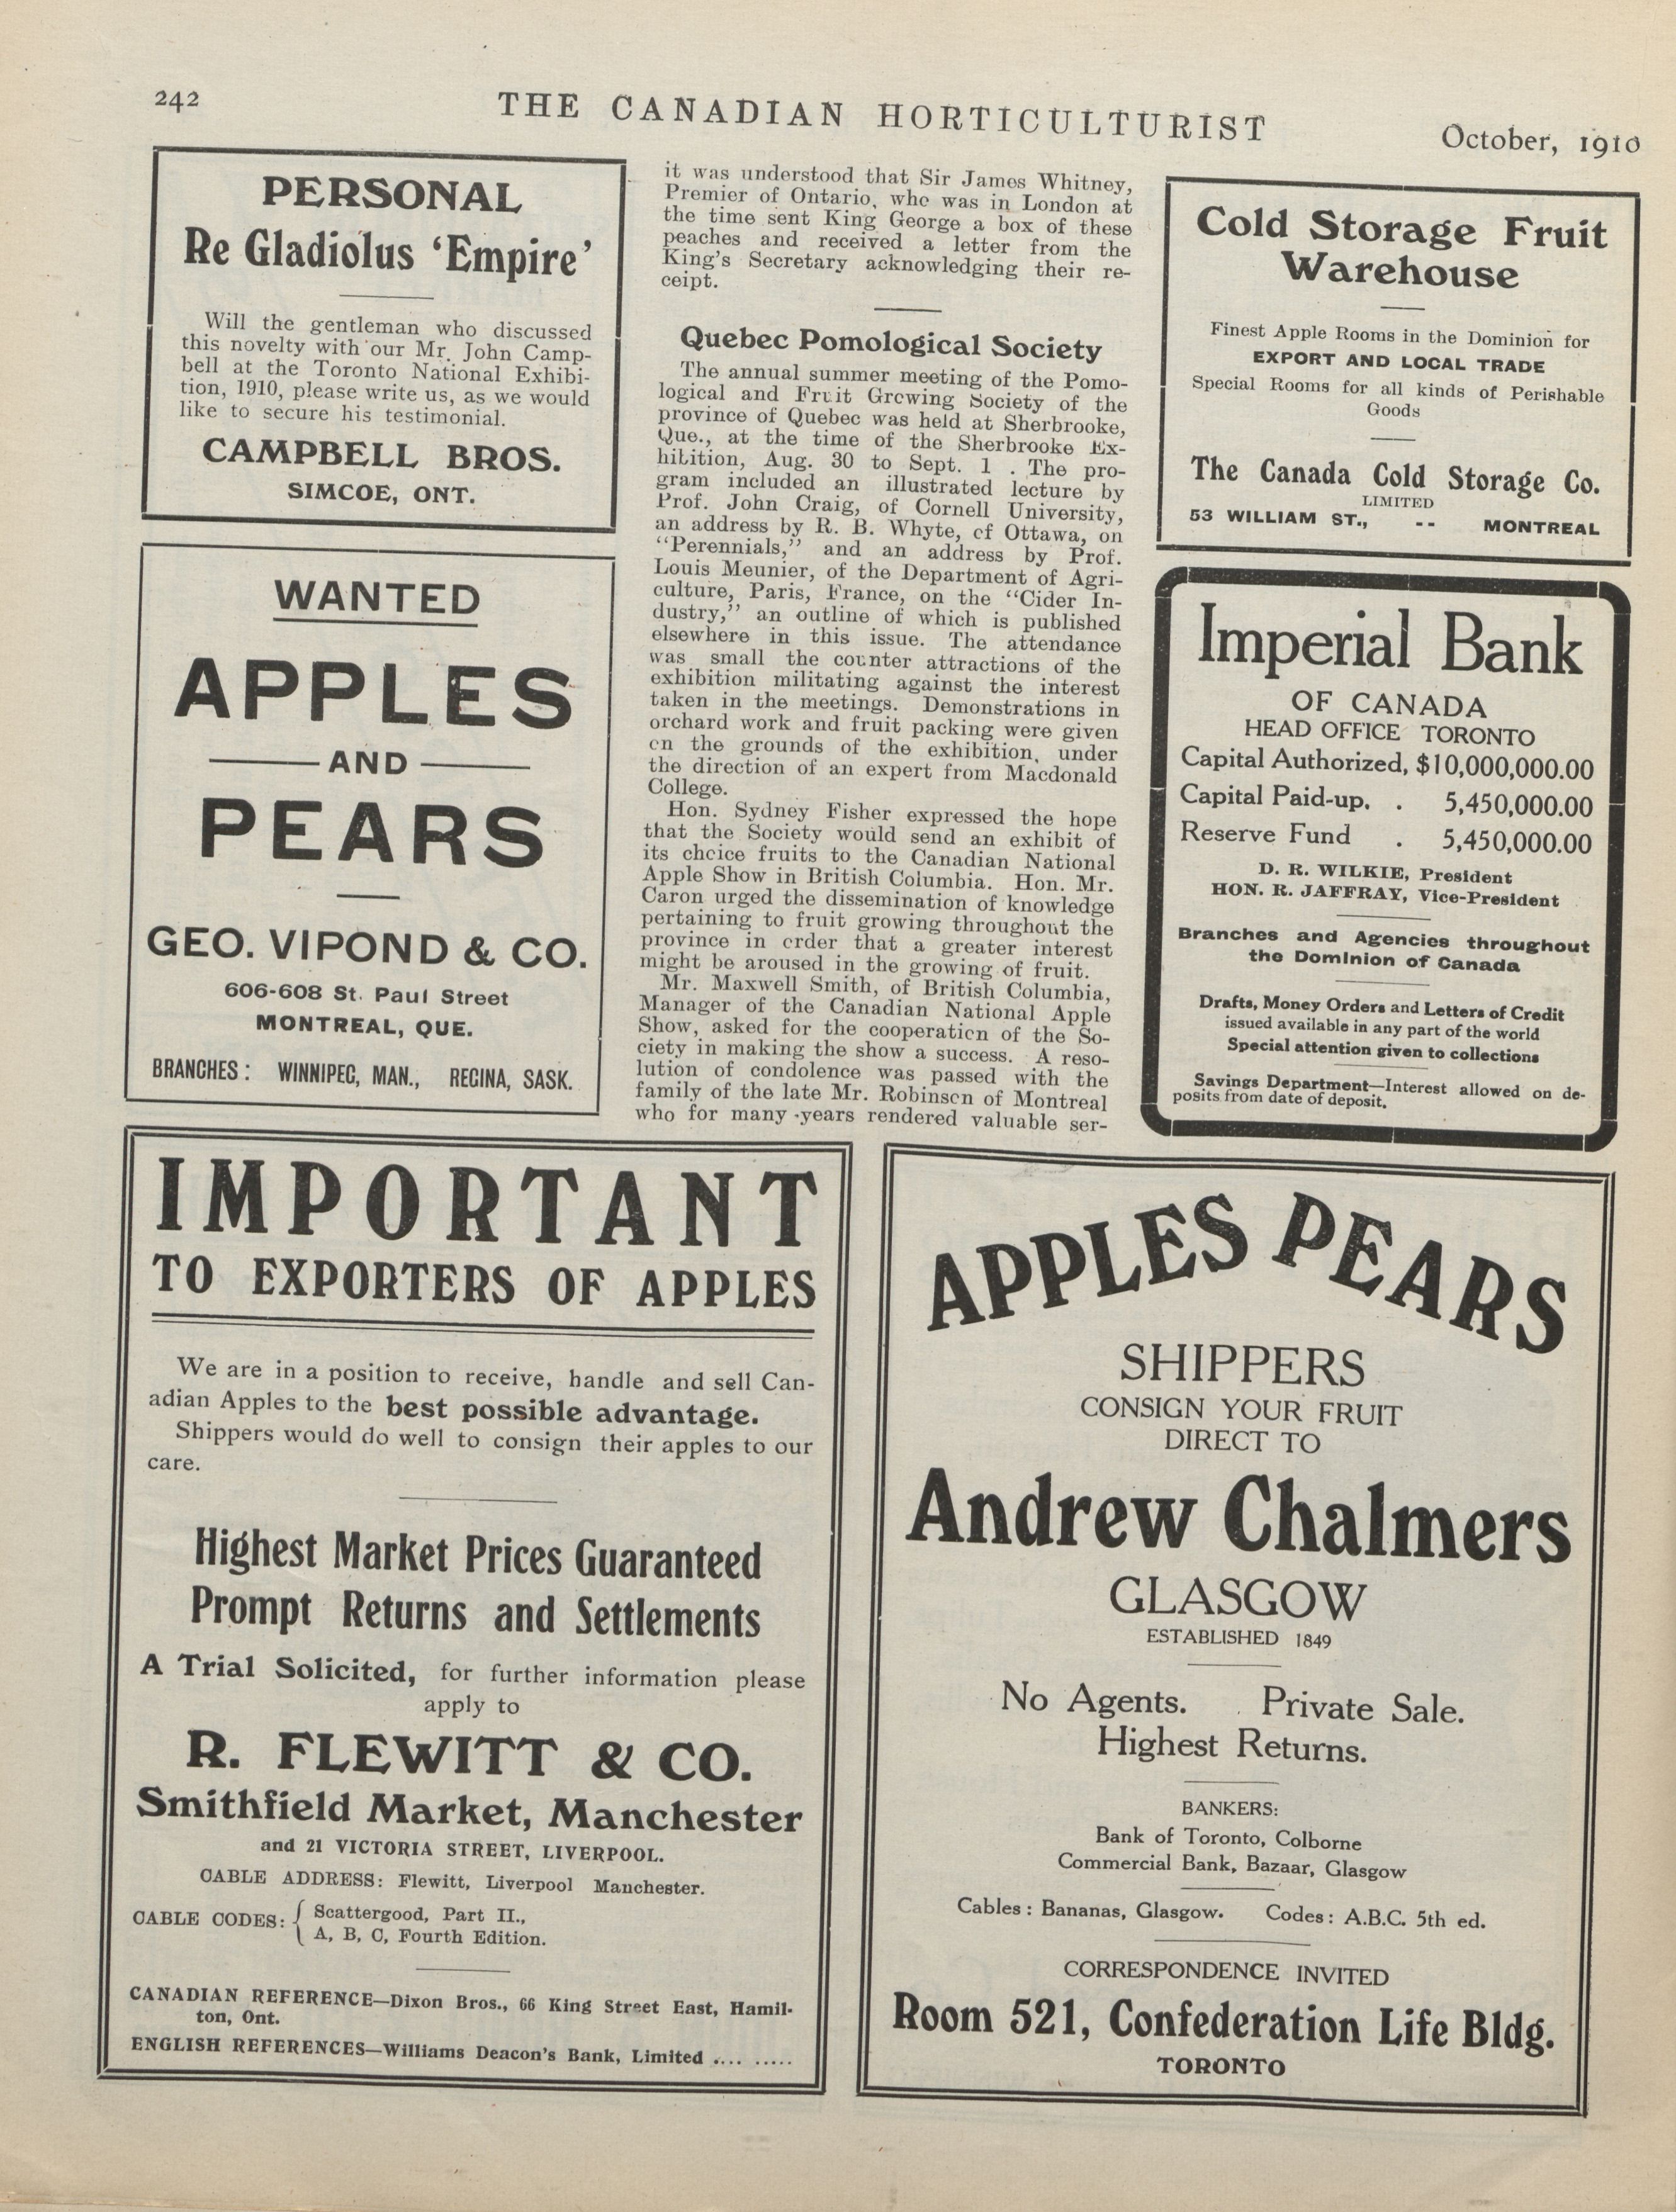 242
THE CANADIAN HORTICULTURIST
October, 1910
PERSONAL
Re Gladiolus ‘Empire’
Will the gentleman who discussed
this novelty with our Mr. John Camp-
bell at the Toronto National Exhibi-
tion, 1910, please write us, as we would
like to secure his testimonial.
CAMPBELL BROS.
SIMCOE, ONT.
WANTED
APPLES
AND
PEARS
GEO. VIPOND & CO.
606-608 St. Paul Street
MONTREAL, QUE.
BRANCHES: WINNIPEG, MAN., REGINA, SASK.
it was understood that Sir James Whitney,
Premier of Ontario, who was in London at
the time sent King George a box of these
peaches and received a letter from the
King's Secretary acknowledging their re-
ceipt.
Quebec Pomological Society
The annual summer meeting of the Pomo-
logical and Fruit Growing Society of the
province of Quebec was held at Sherbrooke,
Que., at the time of the Sherbrooke Ex-
hibition, Aug. 30 to Sept. 1 . The pro-
gram included an illustrated lecture by
Prof. John Craig, of Cornell University,
an address by R. B. Whyte, of Ottawa, on
“Perennials,” and an address by Prof.
Louis Meunier, of the Department of Agri-
culture, Paris, France, on the “Cider In-
dustry,” an outline of which is published
elsewhere in this issue. The attendance
was small the counter attractions of the
exhibition militating against the interest
taken in the meetings. Demonstrations in
orchard work and fruit packing were given
on the grounds of the exhibition, under
the direction of an expert from Macdonald
College.
Hon. Sydney Fisher expressed the hope
that the Society would send an exhibit of
its choice fruits to the Canadian National
Apple Show in British Columbia. Hon. Mr.
Caron urged the dissemination of knowledge
pertaining to fruit growing throughout the
province in order that a greater interest
might be aroused in the growing of fruit.
Mr. Maxwell Smith, of British Columbia,
Manager of the Canadian National Apple
Show, asked for the cooperation of the So-
ciety in making the show a success. A reso-
lution of condolence was passed with the
family of the late Mr. Robinson of Montreal
who for many years rendered valuable ser-
Cold Storage Fruit
Warehouse
Finest Apple Rooms in the Dominion for
EXPORT AND LOCAL TRADE
Special Rooms for all kinds of Perishable
Goods
The Canada Cold Storage Co.
LIMITED
53 WILLIAM ST., -- MONTREAL
Imperial Bank
OF CANADA
HEAD OFFICE TORONTO
Capital Authorized, $10,000,000.00
Capital Paid-up, . 5,450,000.00
Reserve Fund . 5,450,000.00
D. R. WILKIE, President
HON. R. JAFFRAY, Vice-President
Branches and Agencies throughout
the Dominion of Canada
Drafts, Money Orders and Letters of Credit
issued available in any part of the world
Special attention given to collections
Savings Department—Interest allowed on de-
posits from date of deposit.
IMPORTANT
TO EXPORTERS OF APPLES
We are in a position to receive, handle and sell Can-
adian Apples to the best possible advantage.
Shippers would do well to consign their apples to our
care.
Highest Market Prices Guaranteed
Prompt Returns and Settlements
A Trial Solicited, for further information please
apply to
R. FLEWITT & CO.
Smithfield Market, Manchester
and 21 VICTORIA STREET, LIVERPOOL.
CABLE ADDRESS: Flewitt, Liverpool Manchester.
CABLE CODES: { Scattergood, Part II.,
A, B, C, Fourth Edition.
CANADIAN REFERENCE—Dixon Bros., 66 King Street East, Hamil-
ton, Ont.
ENGLISH REFERENCES—Williams Deacon's Bank, Limited .... .....
APPLES PEARS
SHIPPERS
CONSIGN YOUR FRUIT
DIRECT TO
Andrew Chalmers
GLASGOW
ESTABLISHED 1849
No Agents. Private Sale.
Highest Returns.
BANKERS:
Bank of Toronto, Colborne
Commercial Bank, Bazaar, Glasgow
Cables: Bananas, Glasgow. Codes: A.B.C. 5th ed.
CORRESPONDENCE INVITED
Room 521, Confederation Life Bldg.
TORONTO